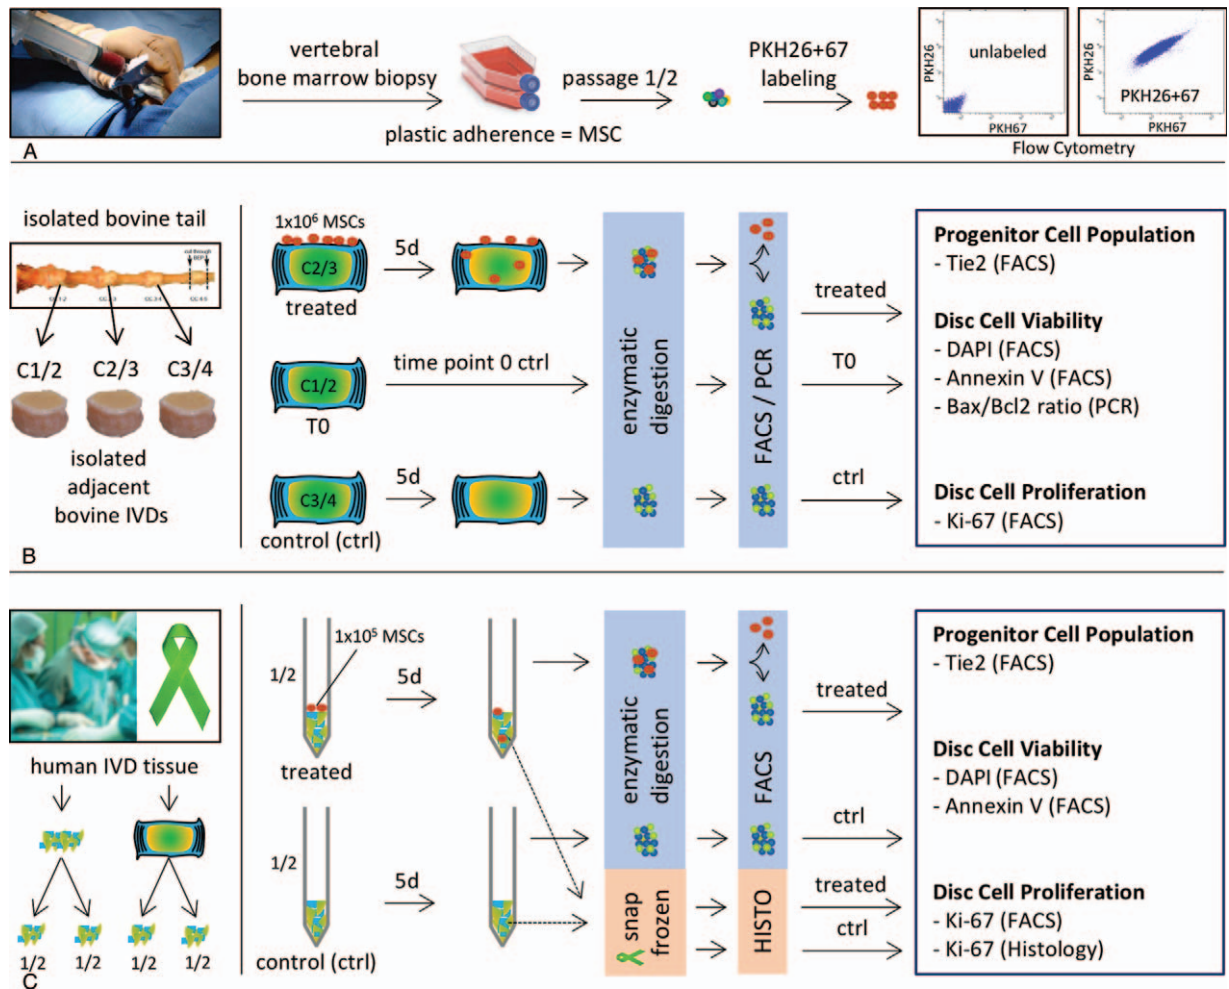 vertebral
bone marrow biopsy
plastic adherence = MSC
passage 1/2
PKH26+67
labeling
PKH26
unlabeled
PKH67
PKH26
PKH26+67
PKH67
Flow Cytometry
A
isolated bovine tail
cut through
C1/2
C2/3
C3/4
isolated
adjacent
bovine IVDs
B
1x10⁶ MSCs
C2/3
treated
5d
C1/2
T0
time point 0 ctrl
C3/4
control (ctrl)
5d
enzymatic
digestion
FACS / PCR
treated
T0
ctrl
Progenitor Cell Population
- Tie2 (FACS)
Disc Cell Viability
- DAPI (FACS)
- Annexin V (FACS)
- Bax/Bcl2 ratio (PCR)
Disc Cell Proliferation
- Ki-67 (FACS)
human IVD tissue
1/2
1/2
1/2
1/2
C
1/2
1x10⁵ MSCs
5d
treated
1/2
5d
control (ctrl)
enzymatic
digestion
snap
frozen
FACS
HISTO
treated
ctrl
treated
ctrl
Progenitor Cell Population
- Tie2 (FACS)
Disc Cell Viability
- DAPI (FACS)
- Annexin V (FACS)
Disc Cell Proliferation
- Ki-67 (FACS)
- Ki-67 (Histology)